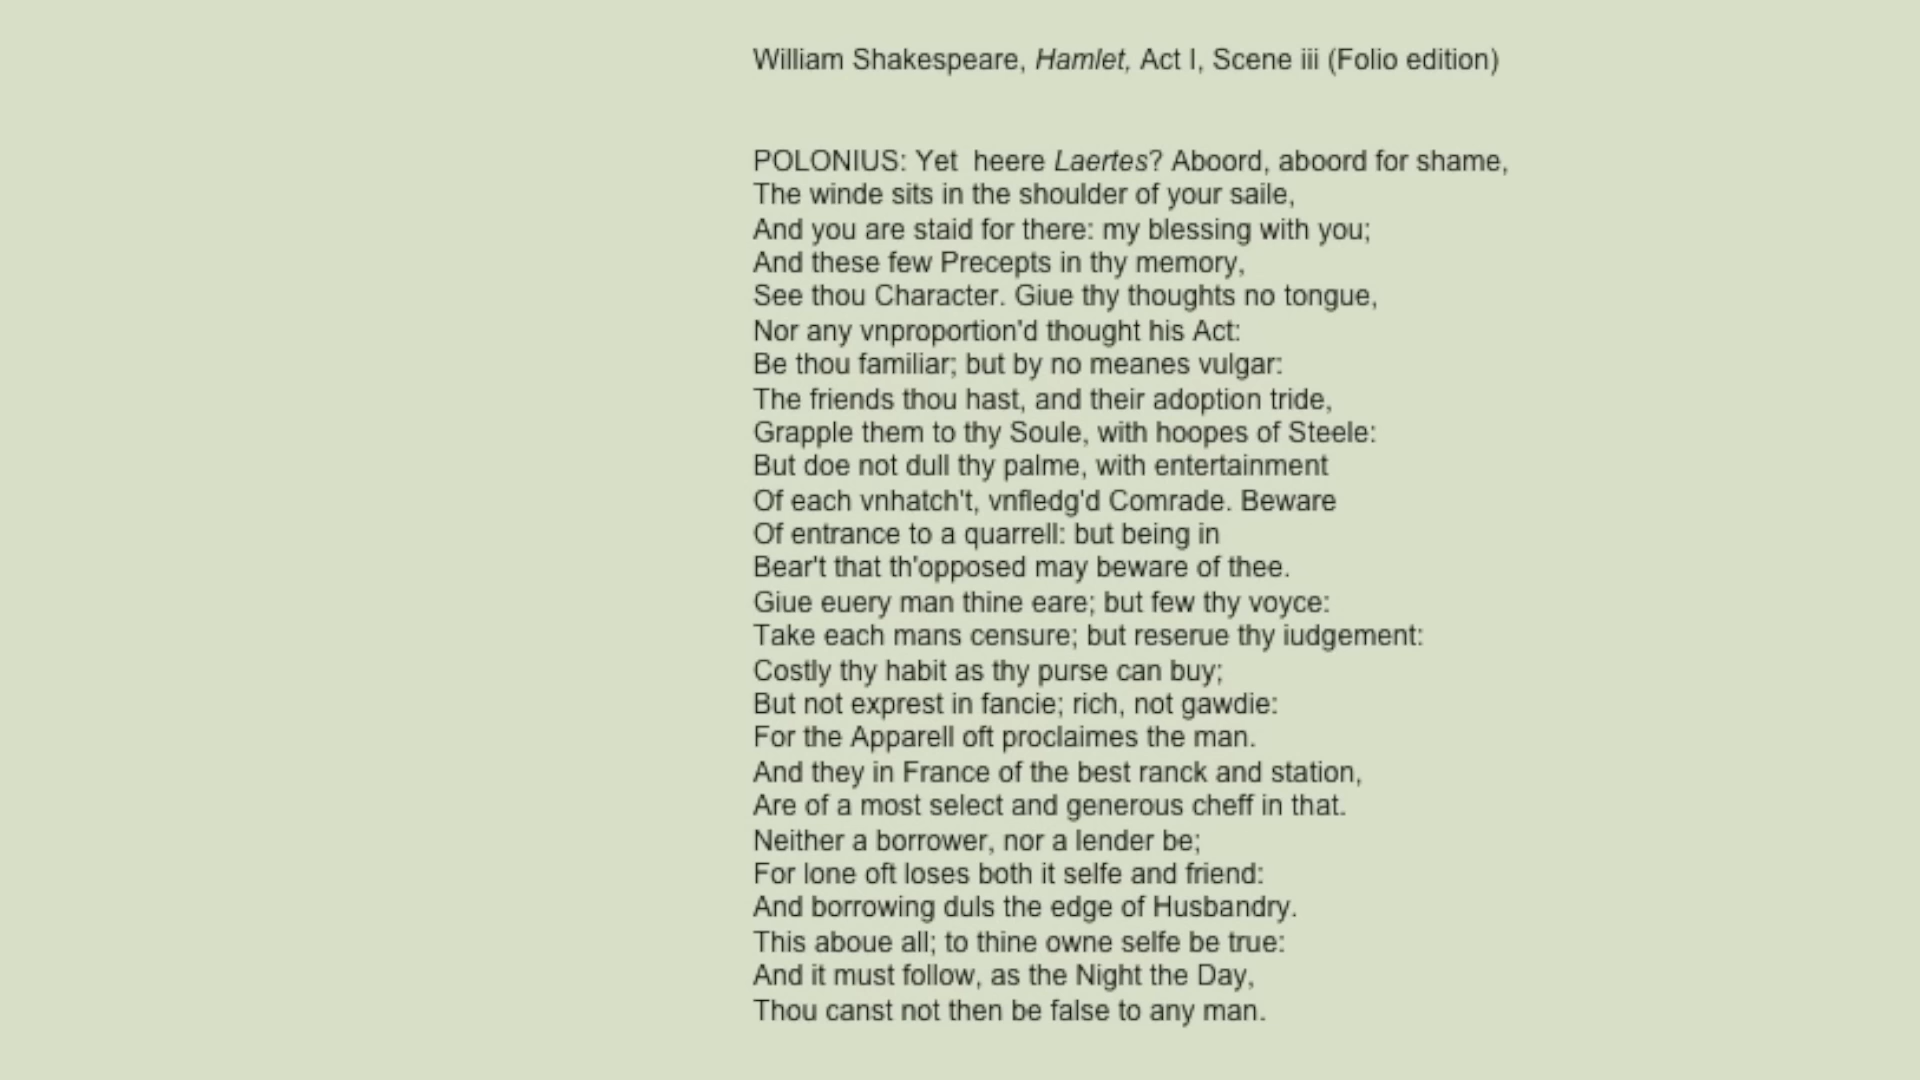 William Shakespeare, Hamlet, Act I, Scene iii (Folio edition)
POLONIUS: Yet  heere Laertes? Aboord, aboord for shame,
The winde sits in the shoulder of your saile,
And you are staid for there: my blessing with you;
And these few Precepts in thy memory,
See thou Character. Giue thy thoughts no tongue,
Nor any vnproportion'd thought his Act:
Be thou familiar; but by no meanes vulgar:
The friends thou hast, and their adoption tride,
Grapple them to thy Soule, with hoopes of Steele:
But doe not dull thy palme, with entertainment
Of each vnhatch't, vnfledg'd Comrade. Beware
Of entrance to a quarrell: but being in
Bear't that th'opposed may beware of thee.
Giue euery man thine eare; but few thy voyce:
Take each mans censure; but reserue thy iudgement:
Costly thy habit as thy purse can buy;
But not exprest in fancie; rich, not gawdie:
For the Apparell oft proclaimes the man.
And they in France of the best ranck and station,
Are of a most select and generous cheff in that.
Neither a borrower, nor a lender be;
For lone oft loses both it selfe and friend:
And borrowing duls the edge of Husbandry.
This aboue all; to thine owne selfe be true:
And it must follow, as the Night the Day,
Thou canst not then be false to any man.